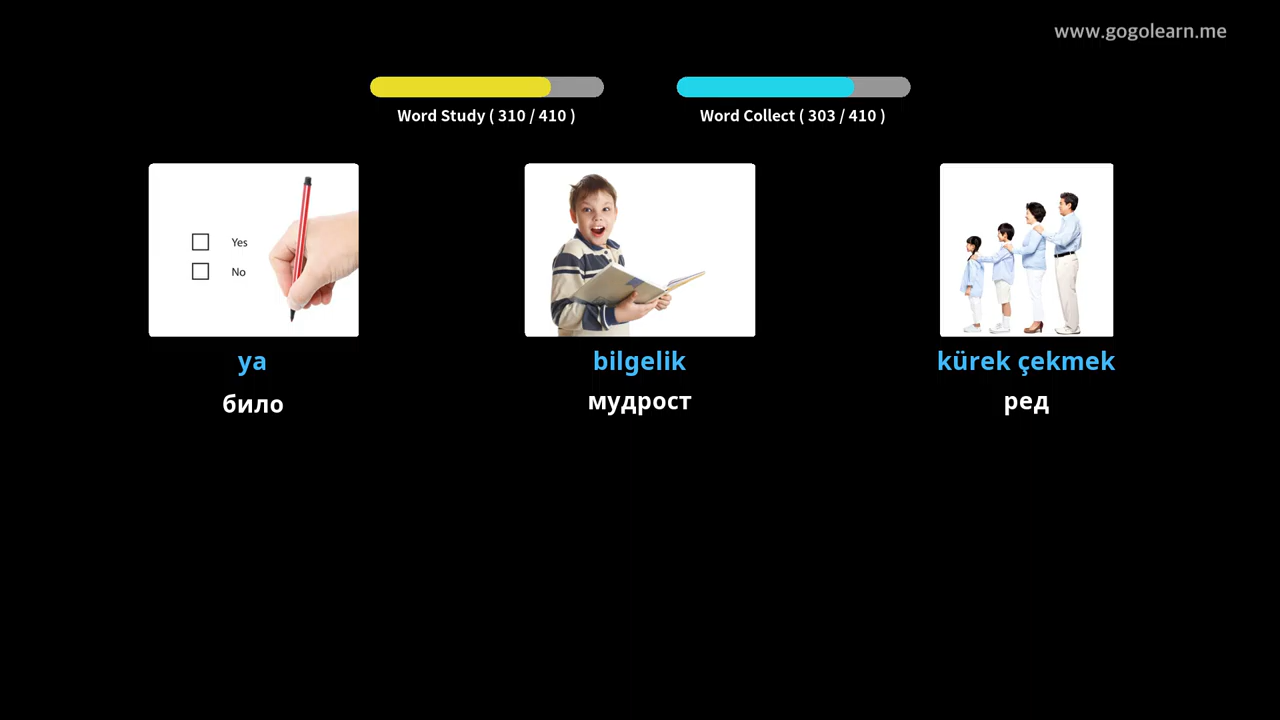 www.gogolearn.me
Word Study ( 310 / 410 )
Word Collect ( 303 / 410 )
Yes
No
ya
bilgelik
kürek çekmek
било
мудрост
ред